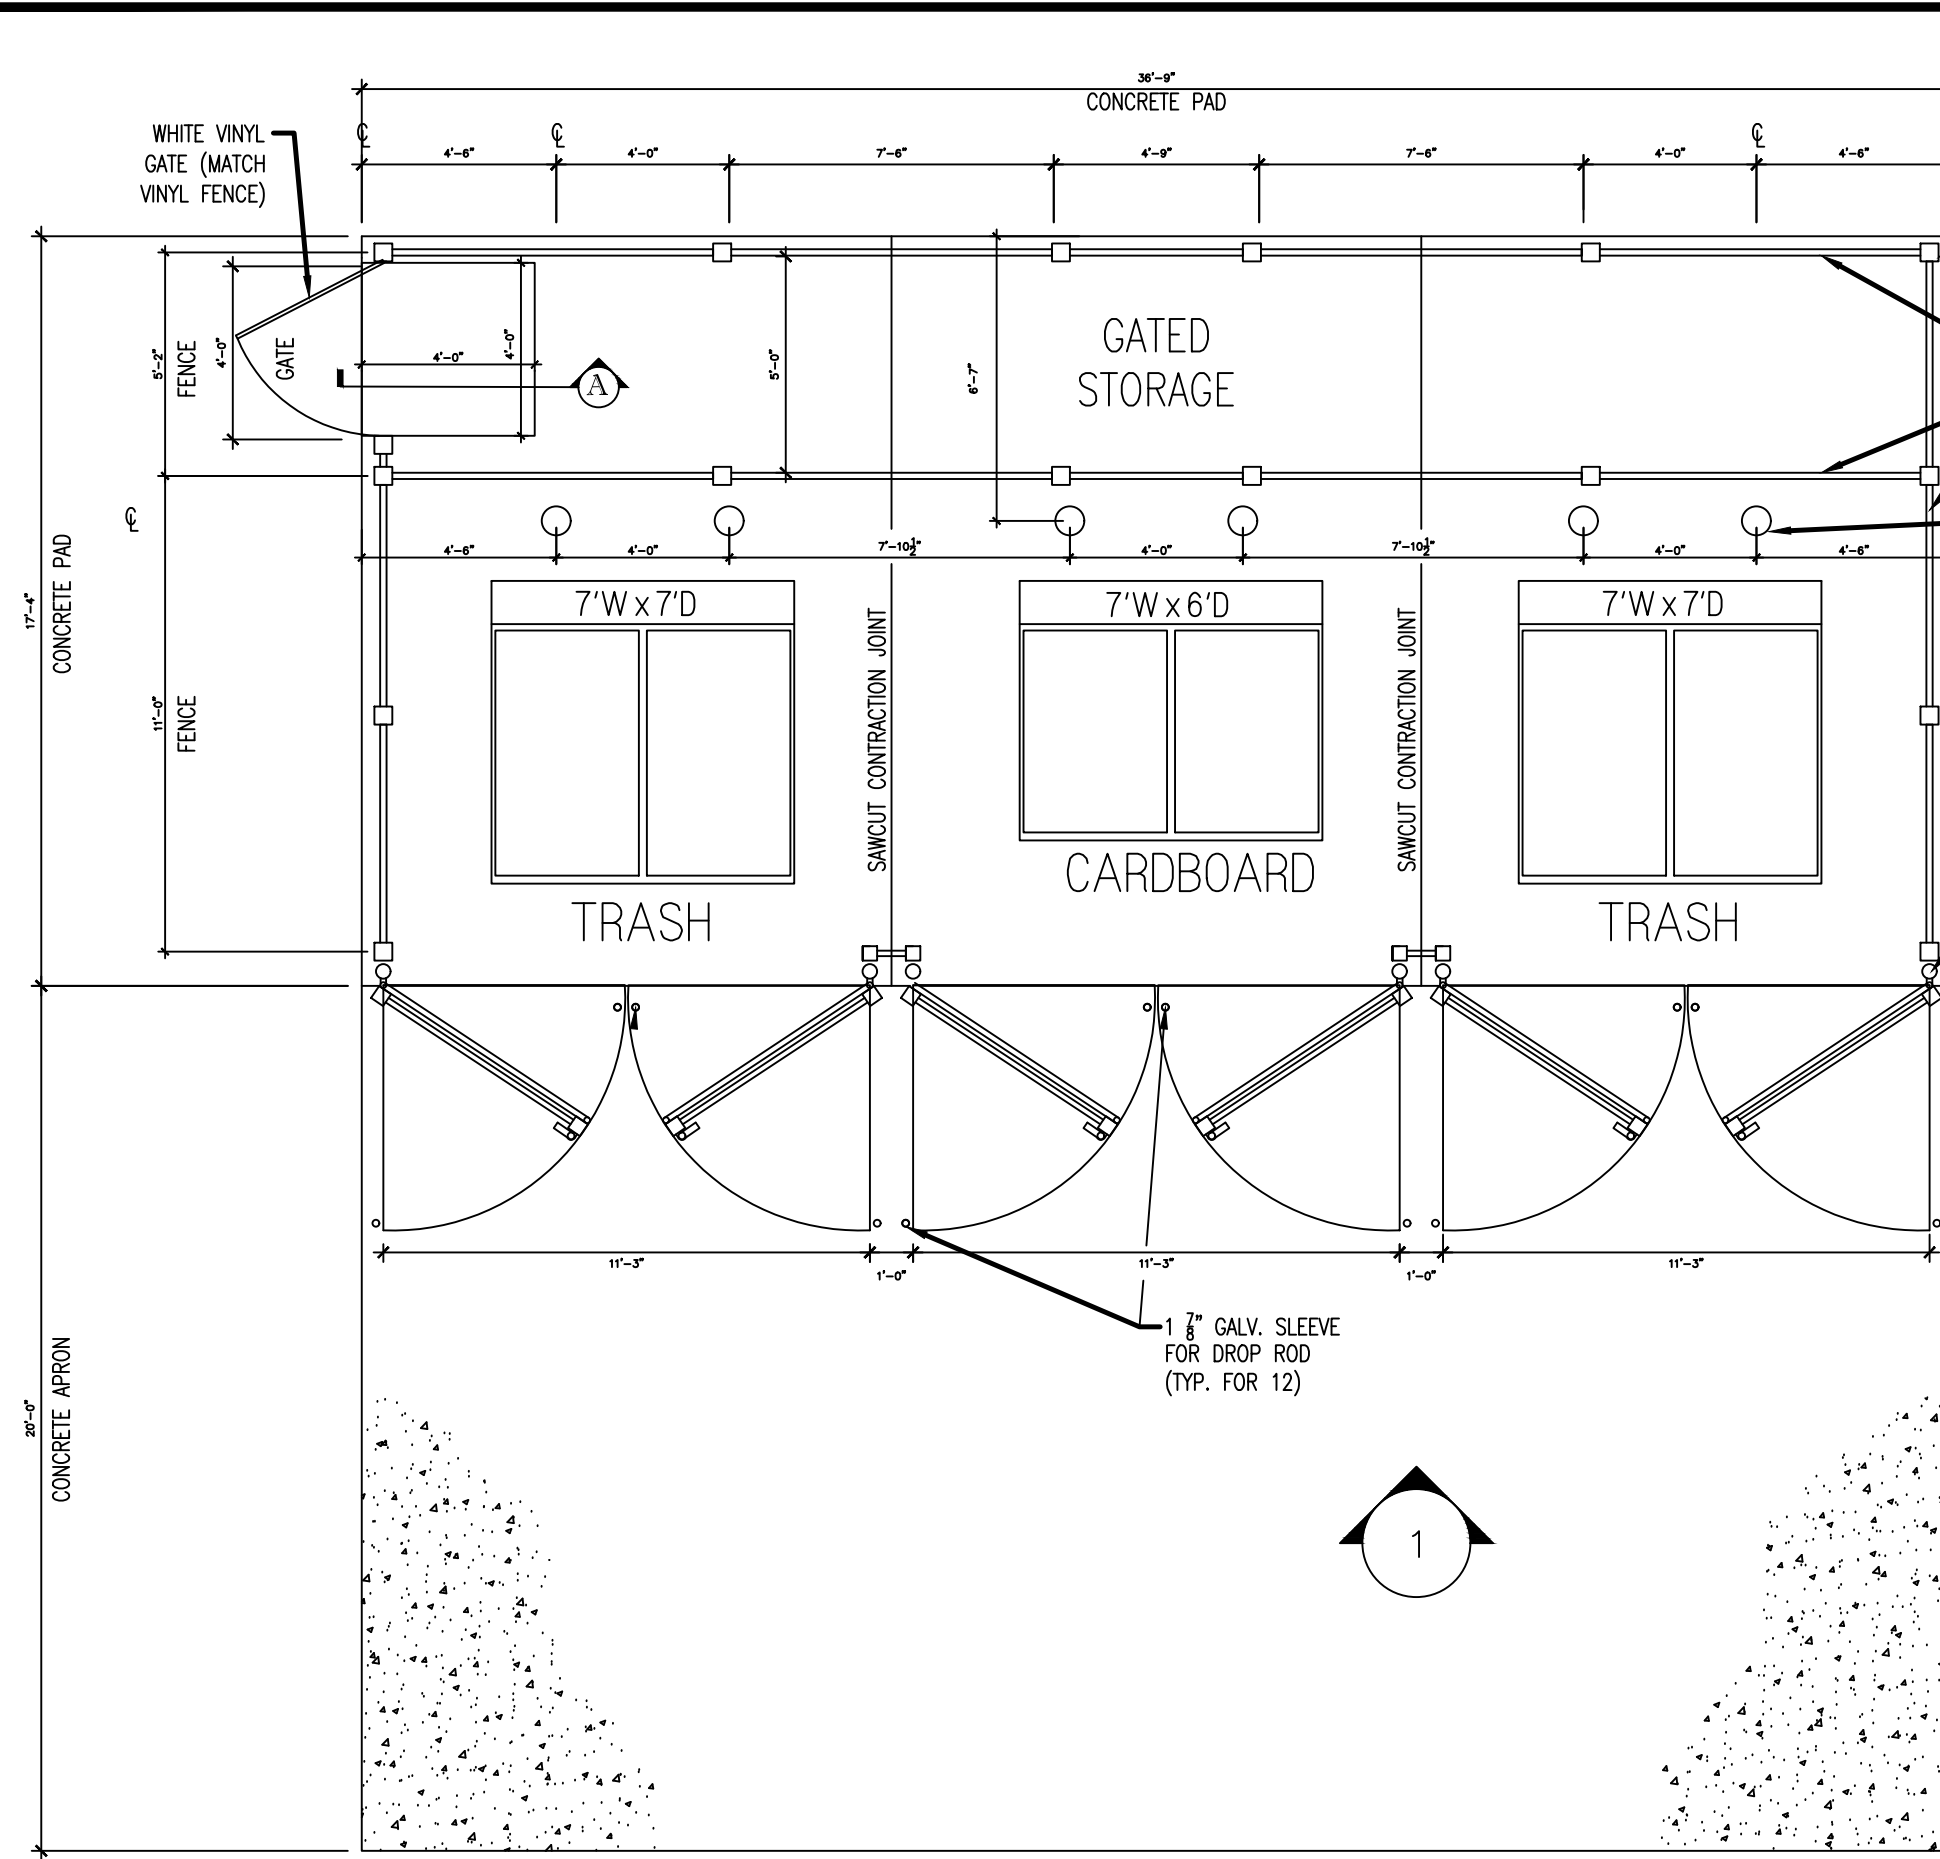 36'-9"
CONCRETE PAD
WHITE VINYL
GATE (MATCH
VINYL FENCE)
℄ ℄ ℄
4'-6" 4'-0" 7'-6" 4'-9" 7'-6" 4'-0" 4'-6"
5'-2"
FENCE
4'-0"
GATE
4'-0"
4'-0"
A
5'-0"
6'-7"
GATED
STORAGE
℄
4'-6" 4'-0" 7'-10½" 4'-0" 7'-10½" 4'-0" 4'-6"
17'-4"
CONCRETE PAD
11'-0"
FENCE
7'W x 7'D
7'W x 6'D
7'W x 7'D
SAWCUT CONTRACTION JOINT
SAWCUT CONTRACTION JOINT
TRASH
CARDBOARD
TRASH
11'-3" 1'-0" 11'-3" 1'-0" 11'-3"
1 ⅞" GALV. SLEEVE
FOR DROP ROD
(TYP. FOR 12)
20'-0"
CONCRETE APRON
1